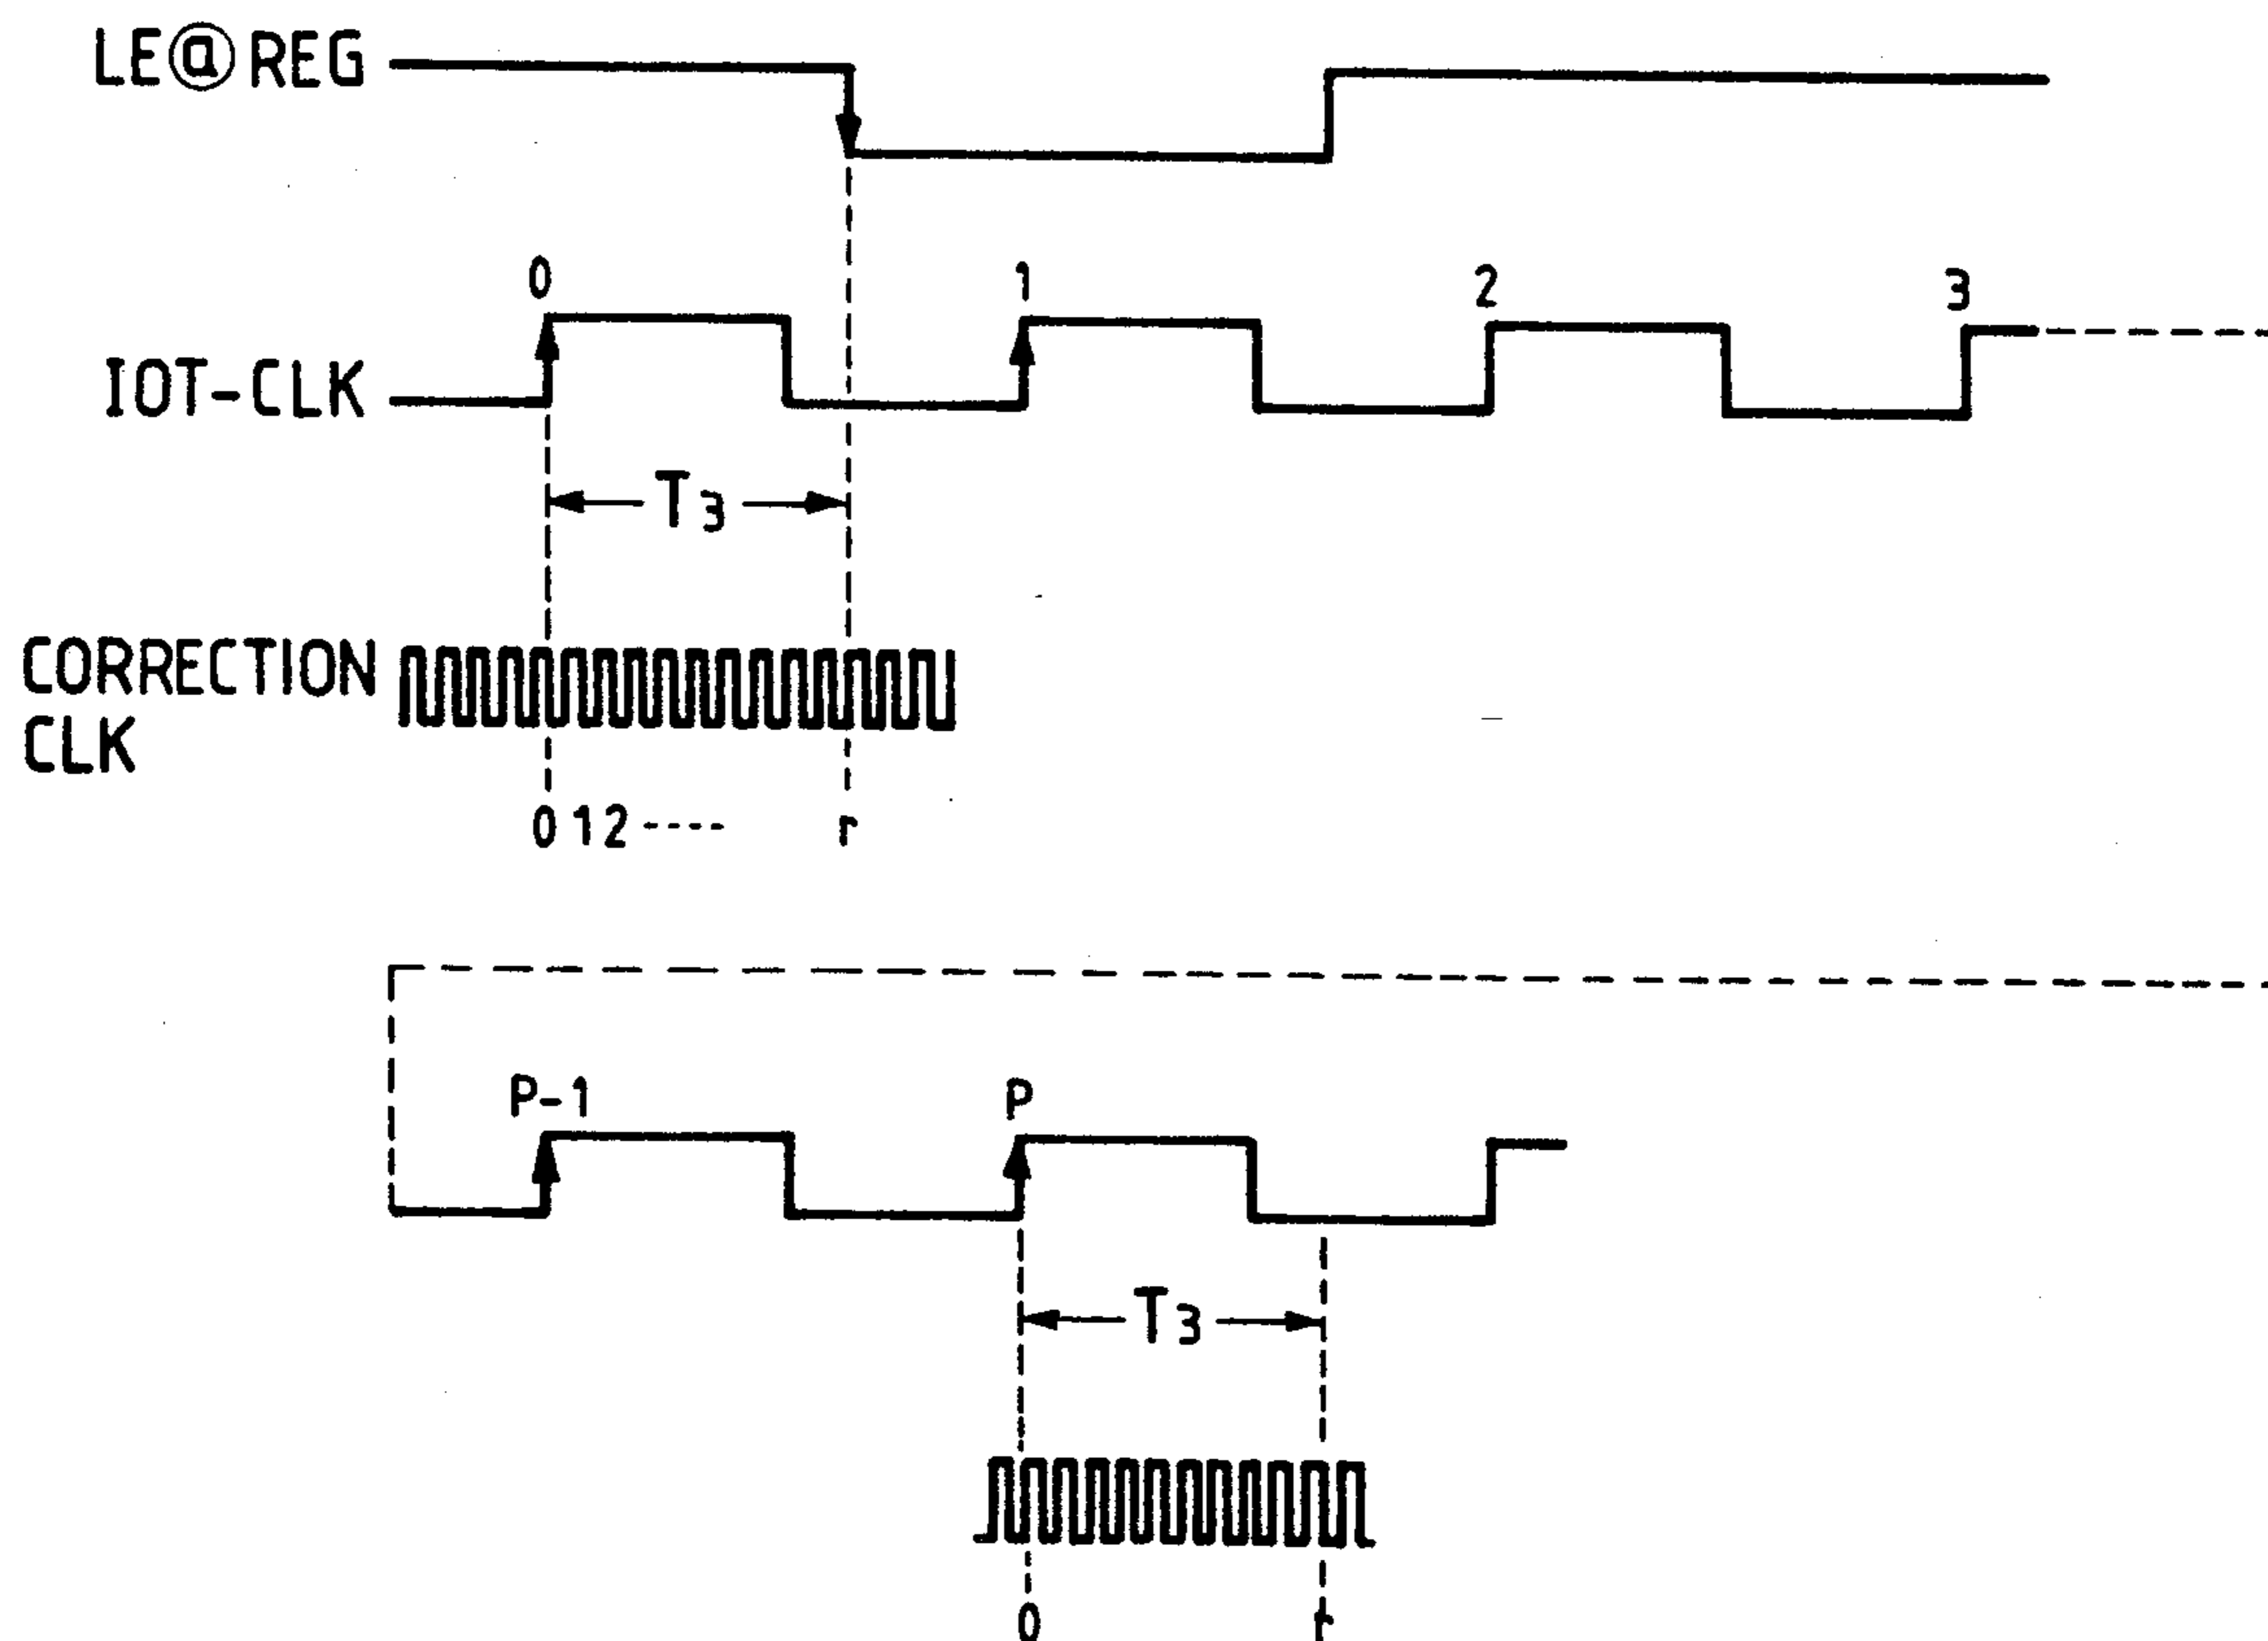 LE@REG
0 1 2 3
IOT-CLK
T3
CORRECTION
CLK
0 1 2 ---- r
P-1 P
T3
0 r